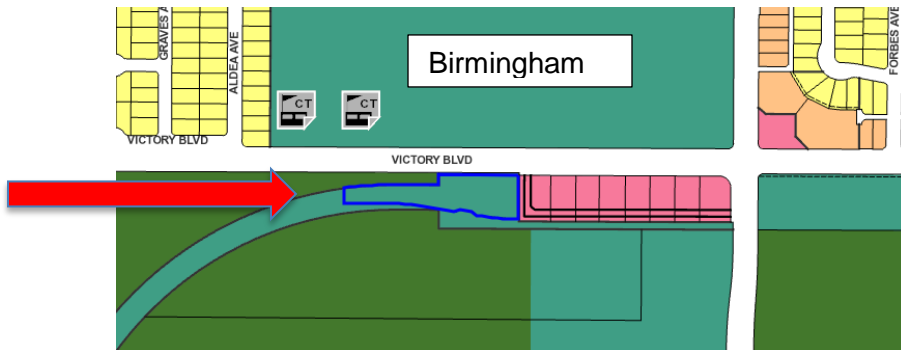 GRAVES A
ALDEA AVE
Birmingham
FORBES AVE
CT
CT
VICTORY BLVD
VICTORY BLVD